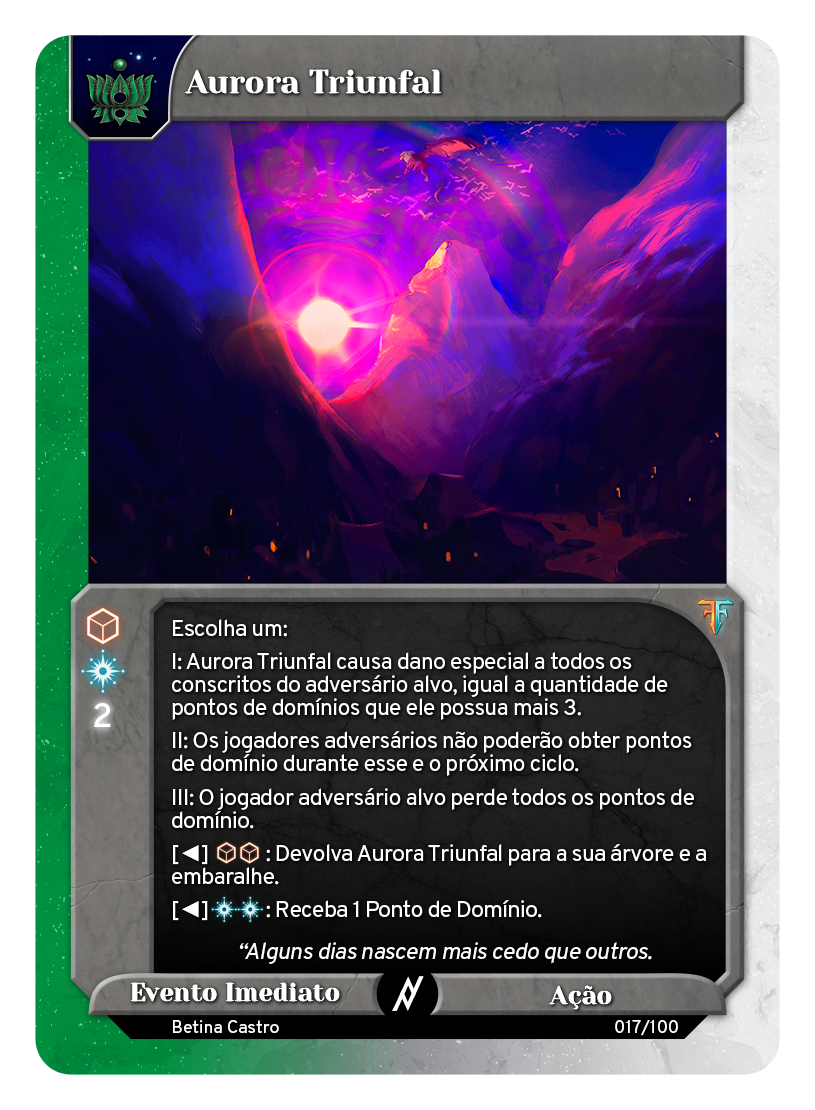 Aurora Triunfal
2
Escolha um:
I: Aurora Triunfal causa dano especial a todos os
conscritos do adversário alvo, igual a quantidade de
pontos de domínios que ele possua mais 3.
II: Os jogadores adversários não poderão obter pontos
de domínio durante esse e o próximo ciclo.
III: O jogador adversário alvo perde todos os pontos de
domínio.
[◄] : Devolva Aurora Triunfal para a sua árvore e a
embaralhe.
[◄] : Receba 1 Ponto de Domínio.
“Alguns dias nascem mais cedo que outros.
Evento Imediato
Ação
Betina Castro
017/100